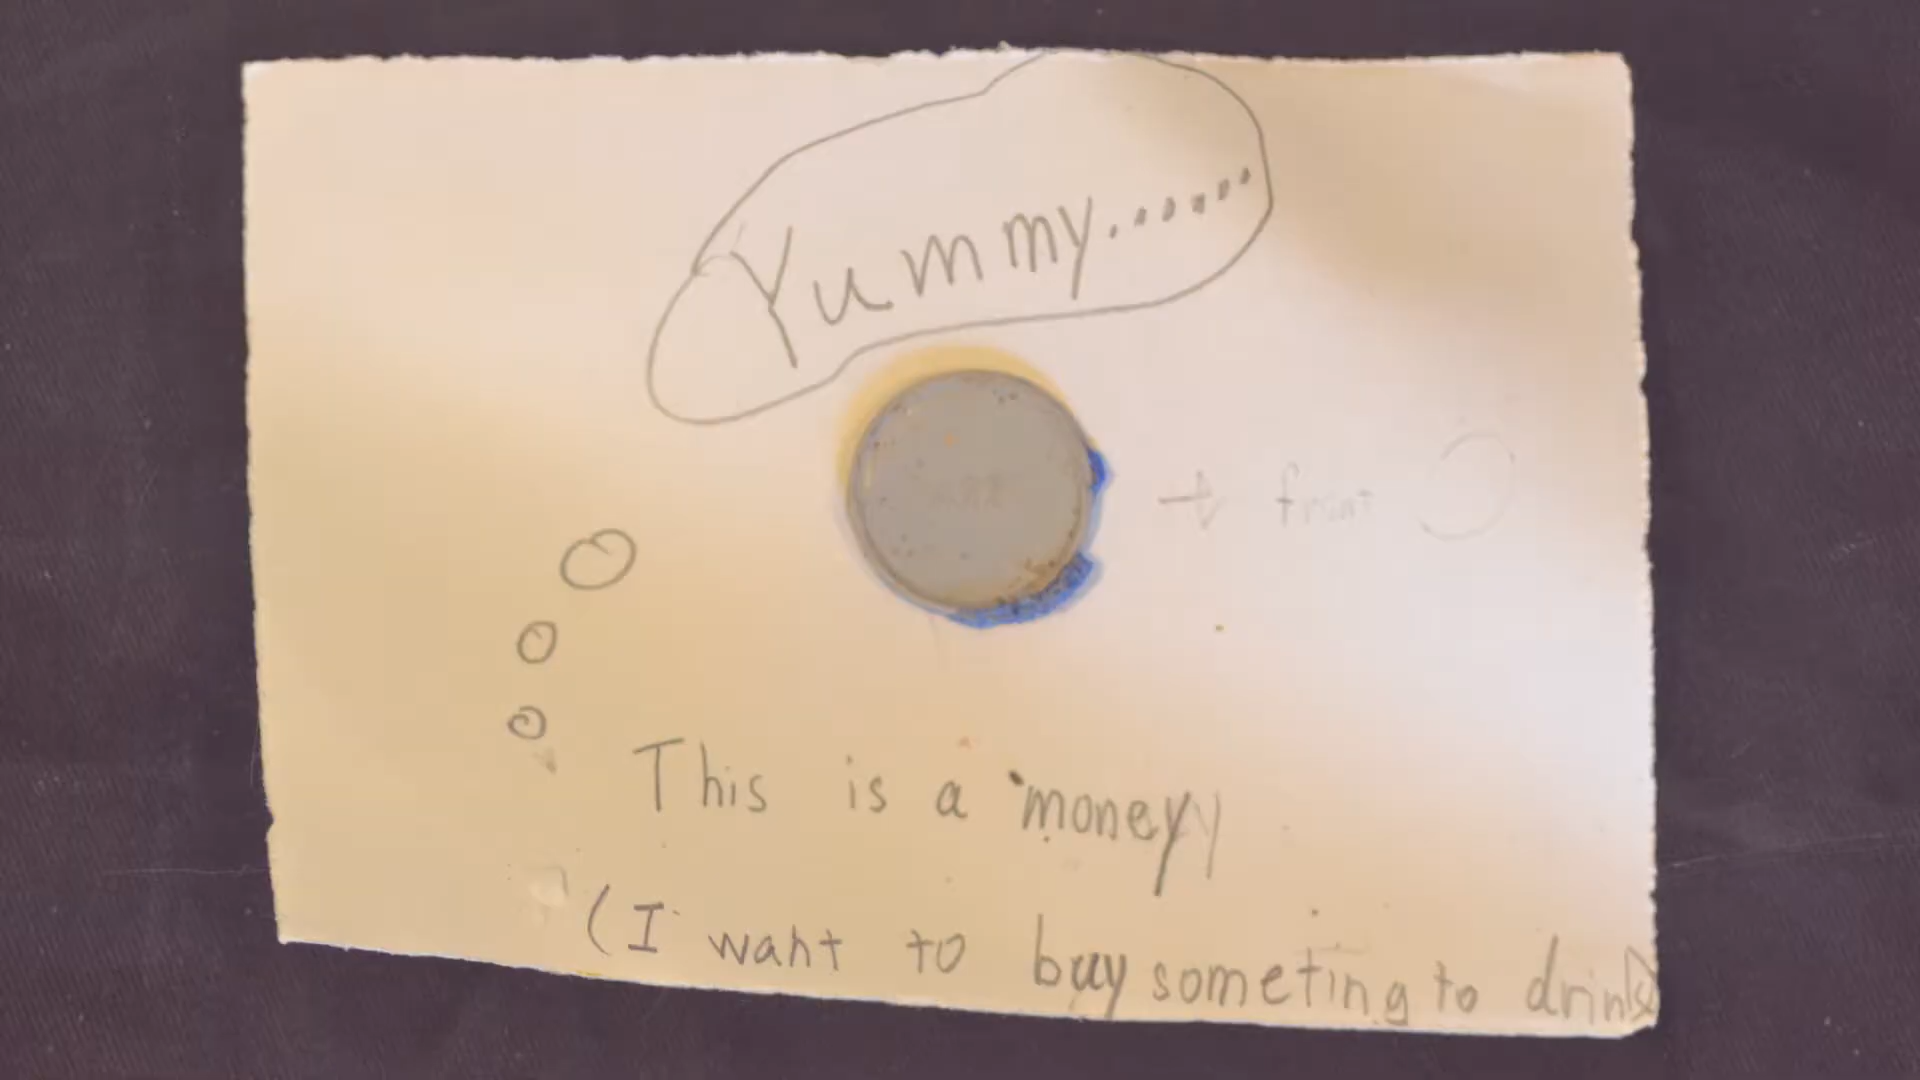 Yummy......
→ front
This is a money
(I want to buy someting to drink